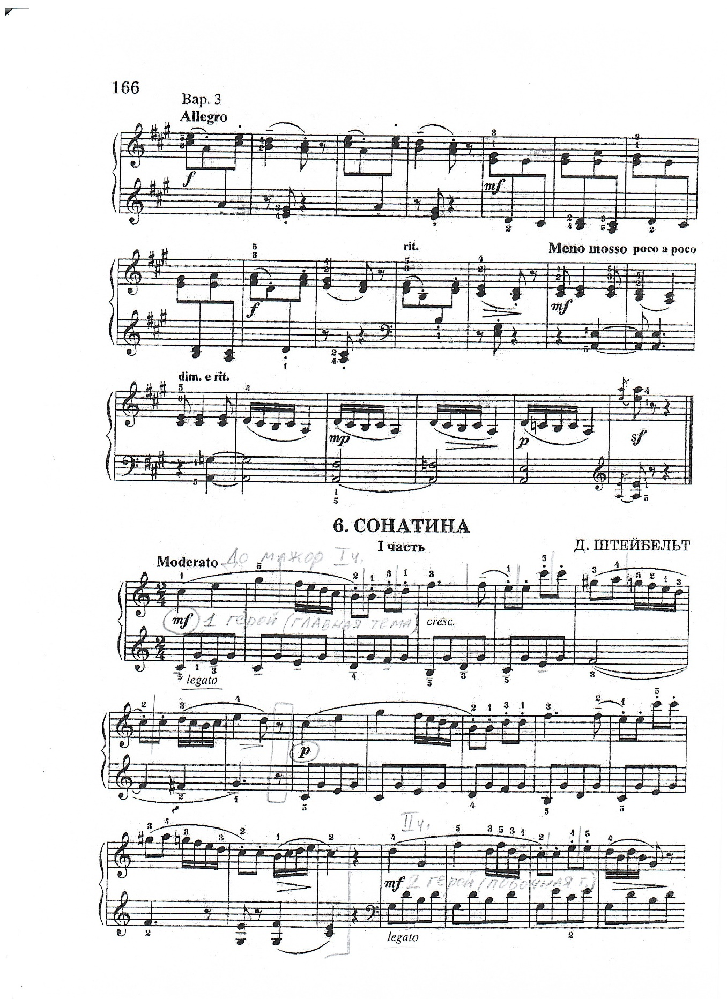 166
Вар. 3
Allegro
f
mf
rit.
Meno mosso poco a poco
f
mf
dim. e rit.
mp
p
sf
6. СОНАТИНА
I часть
Д. ШТЕЙБЕЛЬТ
Moderato До мажор I ч.
mf 1 герой (главная тема) cresc.
legato
p
II ч.
mf 2 герой (побочная т.)
legato